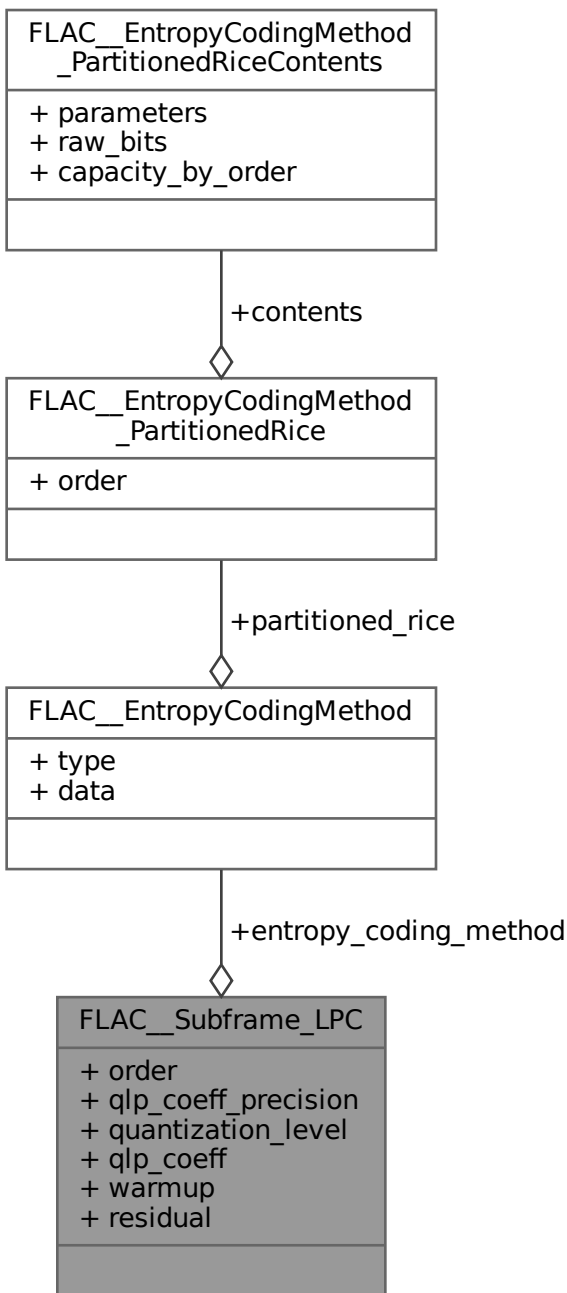 FLAC__EntropyCodingMethod
_PartitionedRiceContents
+ parameters
+ raw_bits
+ capacity_by_order
+contents
FLAC__EntropyCodingMethod
_PartitionedRice
+ order
+partitioned_rice
FLAC__EntropyCodingMethod
+ type
+ data
+entropy_coding_method
FLAC__Subframe_LPC
+ order
+ qlp_coeff_precision
+ quantization_level
+ qlp_coeff
+ warmup
+ residual